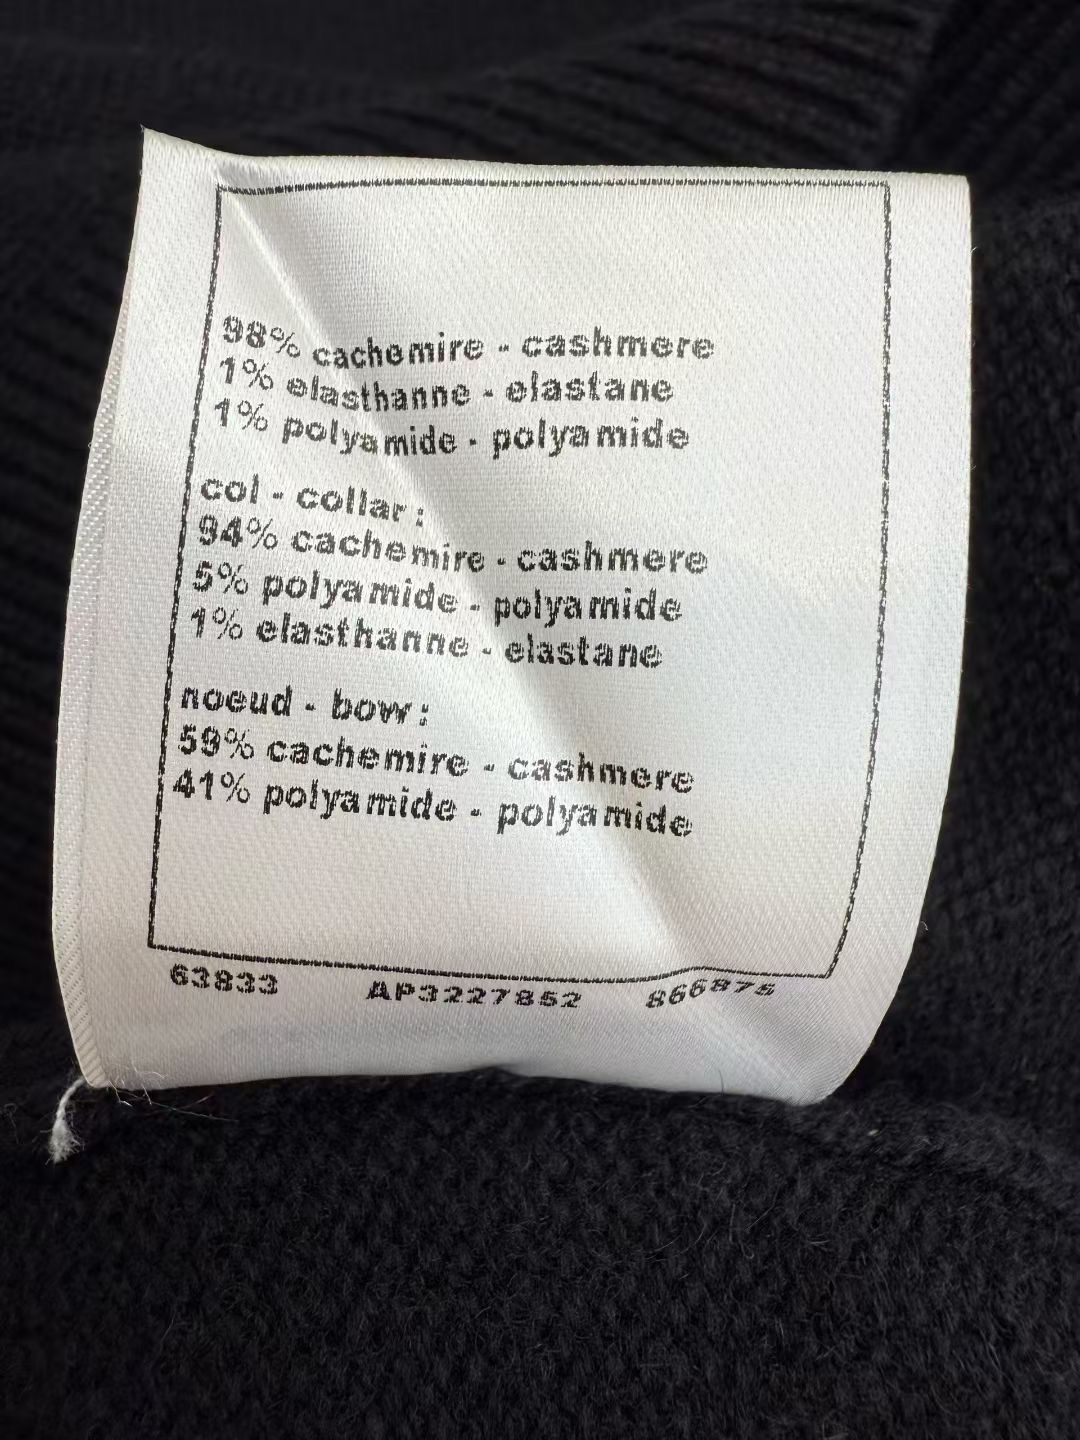 98% cachemire - cashmere
1% elasthanne - elastane
1% polyamide - polyamide
col - collar :
94% cachemire - cashmere
5% polyamide - polyamide
1% elasthanne - elastane
noeud - bow :
59% cachemire - cashmere
41% polyamide - polyamide
63833 AP3227852 866875